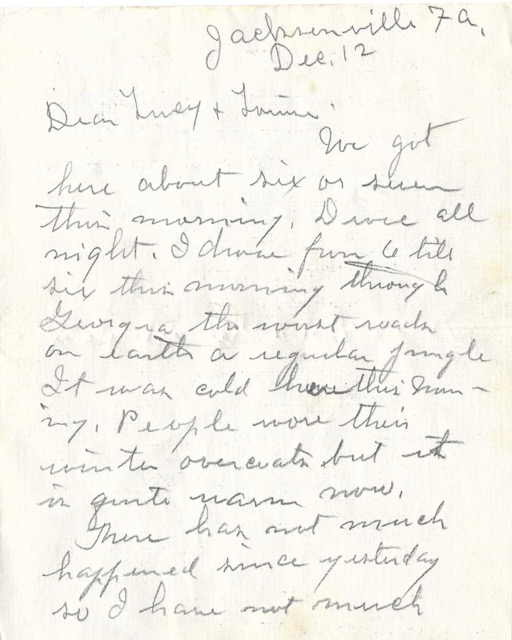 Jacksonville Fa,
Dec, 12
Dear Lucy +
We got
here about six or seven
this morning. Drove all
night. I drove from 6 till
six this morning through
Georgia the worst roads
on earth a regular jungle
It was cold here this morn-
ing. People wore their
winter overcoats but it
is quite warm now.
There has not much
happened since yesterday
so I have not much